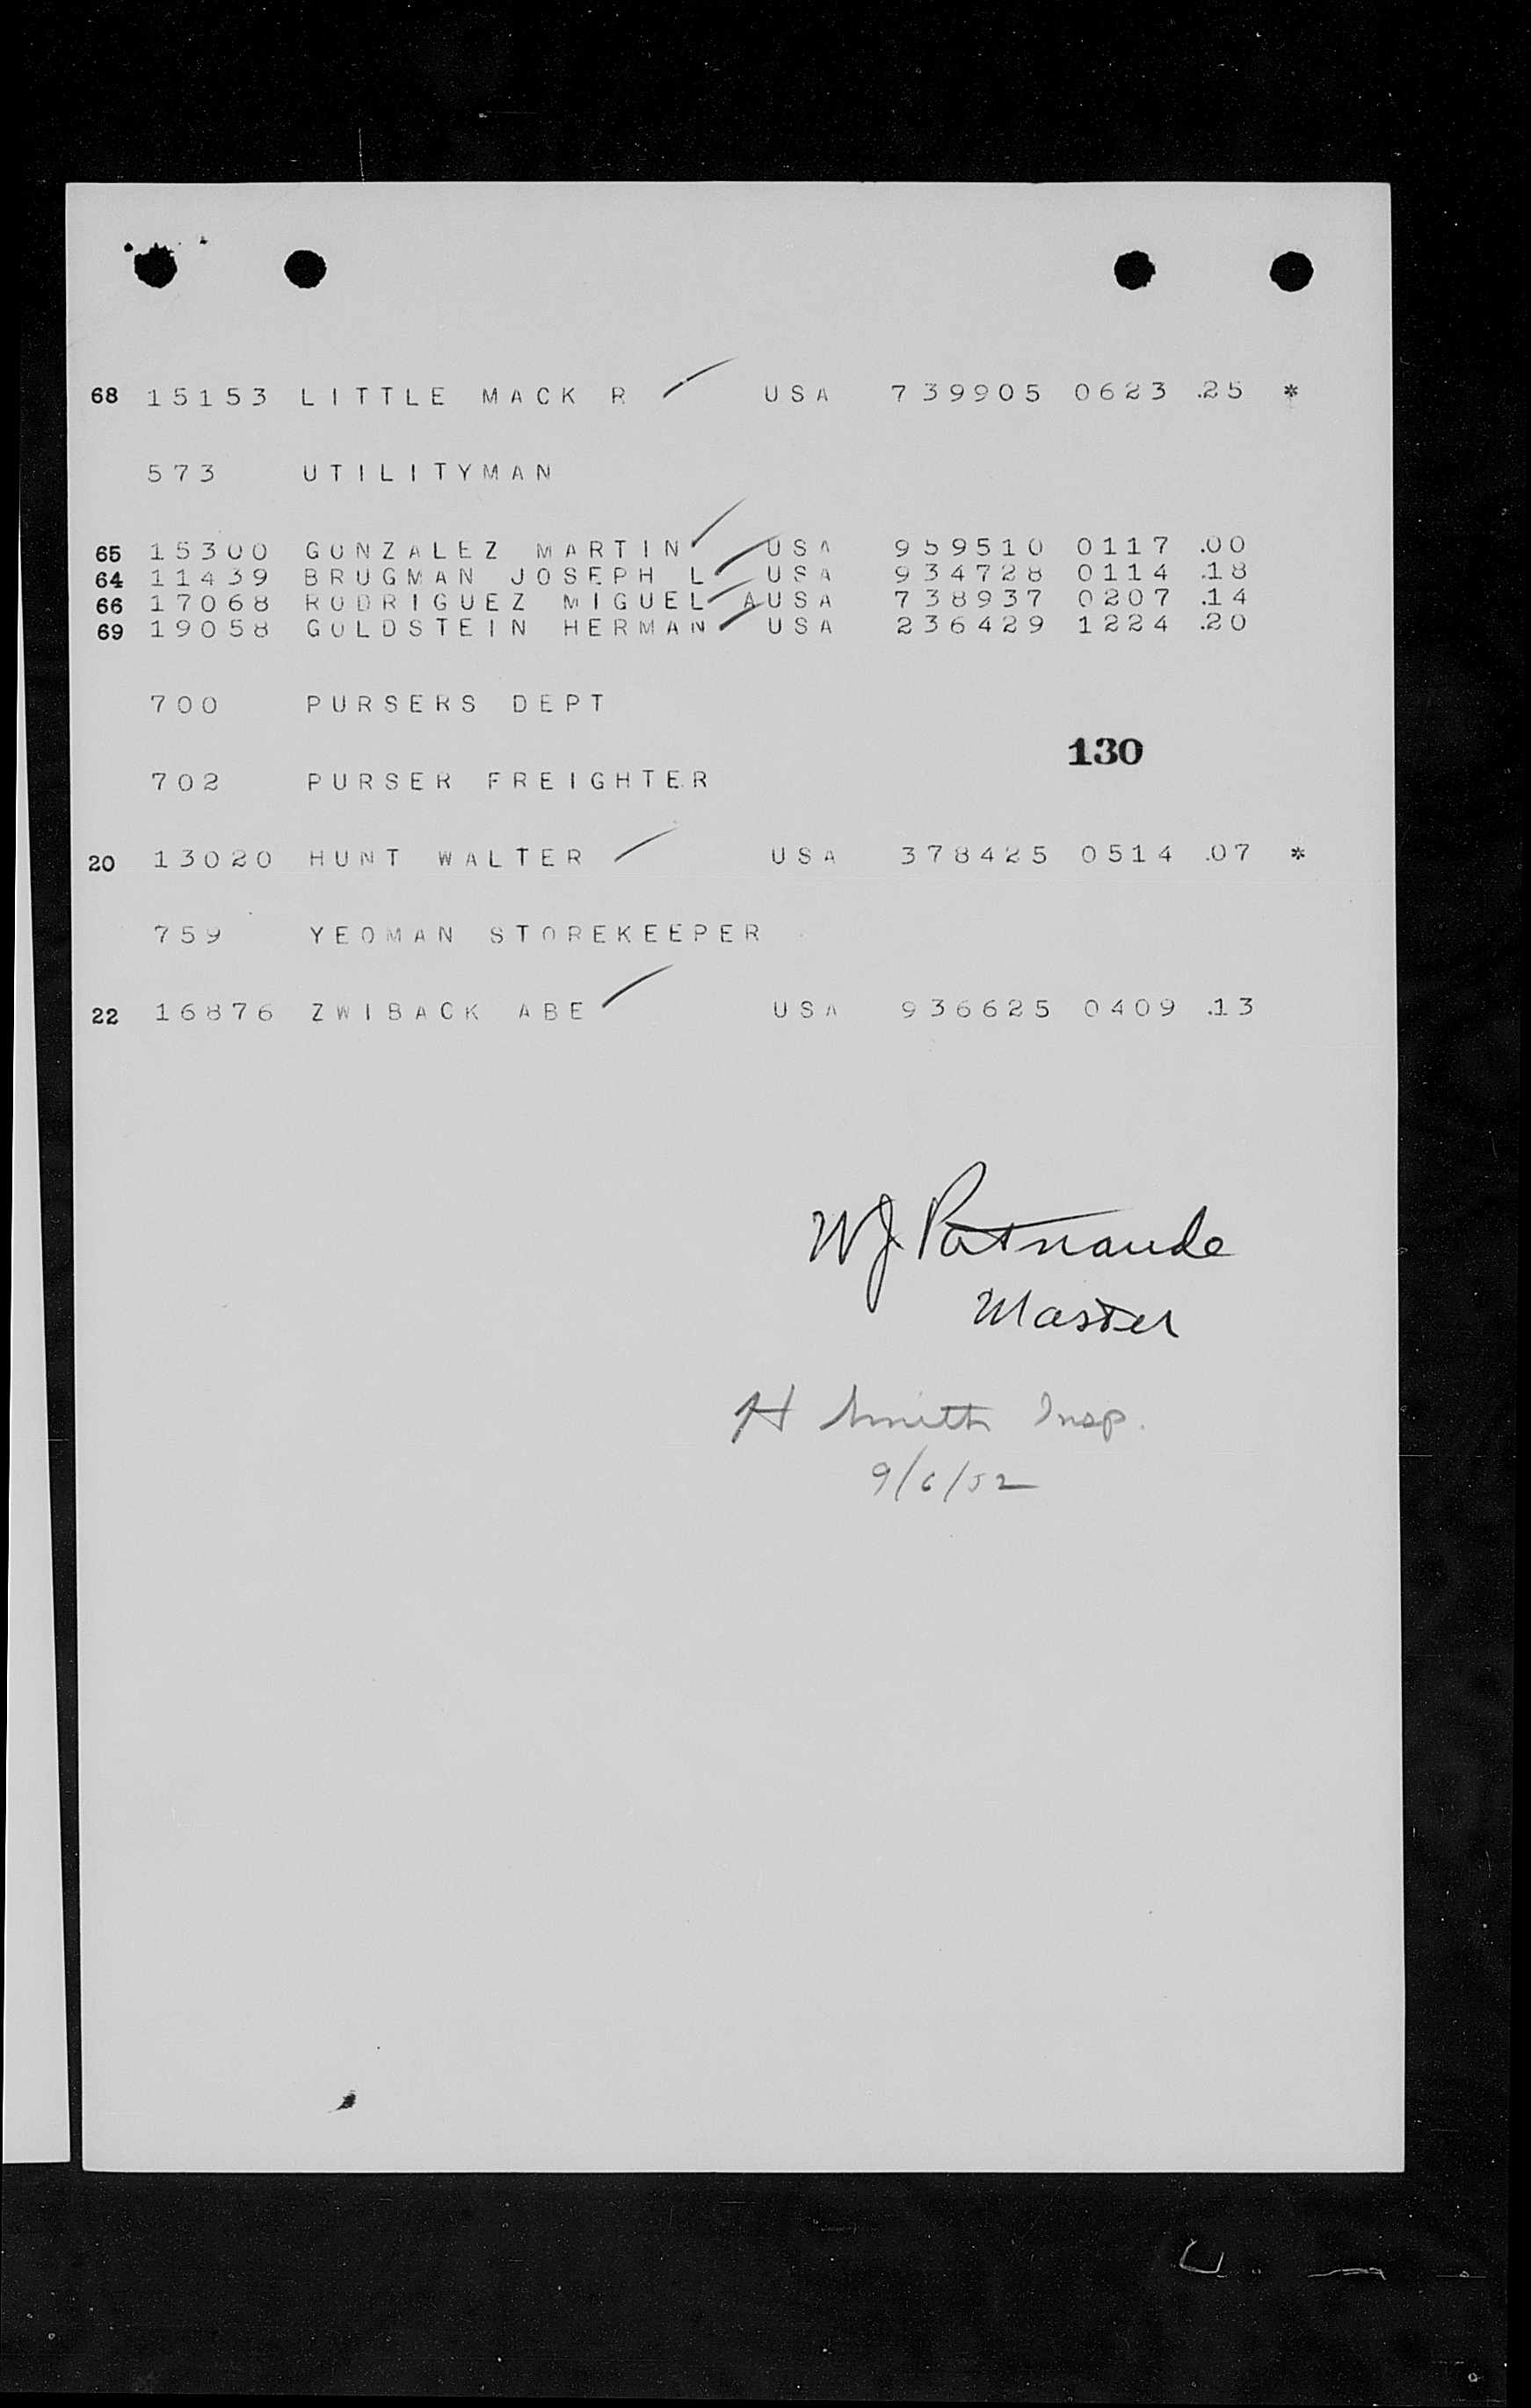 68 15153 LITTLE MACK R USA 739905 0623 .25 *
573 UTILITYMAN
65 15300 GONZALEZ MARTIN USA 959510 0117 .00
64 11439 BRUGMAN JOSEPH L USA 934728 0114 .18
66 17068 RODRIGUEZ MIGUEL A USA 738937 0207 .14
69 19058 GOLDSTEIN HERMAN USA 236429 1224 .20
700 PURSERS DEPT
130
702 PURSER FREIGHTER
20 13020 HUNT WALTER USA 378425 0514 .07 *
759 YEOMAN STOREKEEPER
22 16876 ZWIBACK ABE USA 936625 0409 .13
WJ Patnaude
Master
H Smith Insp.
9/6/52